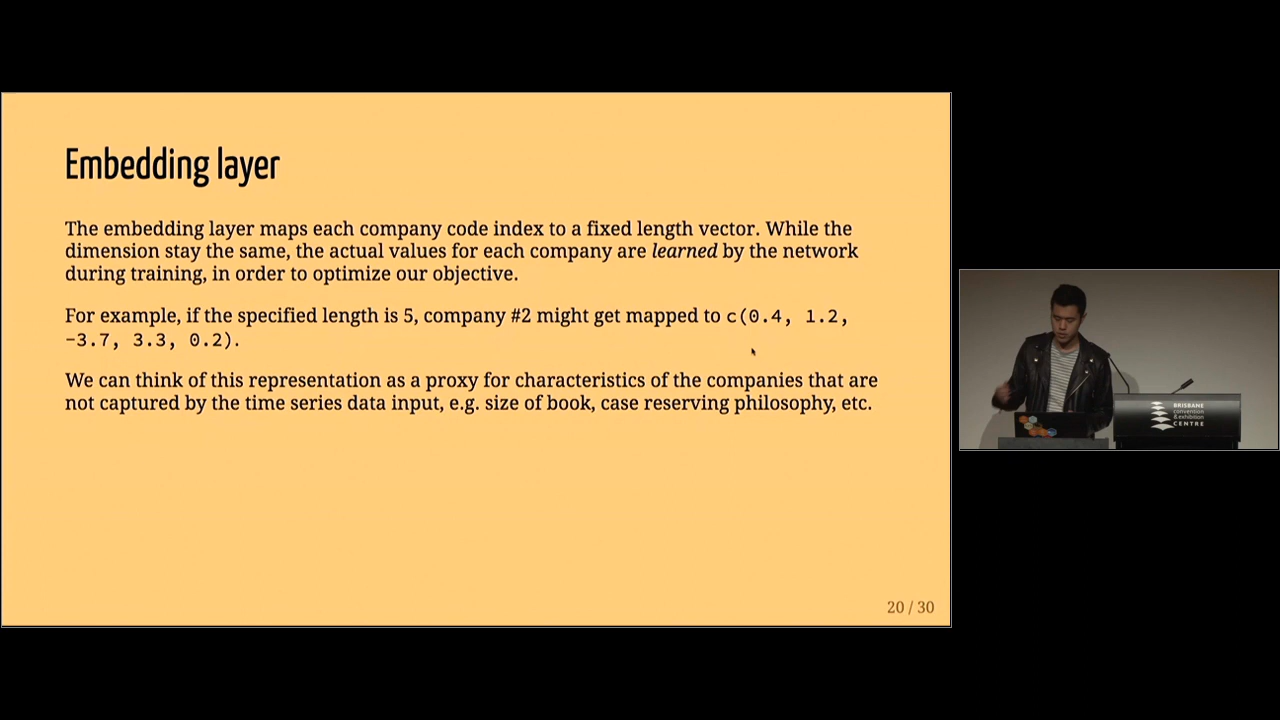 Embedding layer
The embedding layer maps each company code index to a fixed length vector. While the
dimension stay the same, the actual values for each company are learned by the network
during training, in order to optimize our objective.
For example, if the specified length is 5, company #2 might get mapped to c(0.4, 1.2,
-3.7, 3.3, 0.2).
We can think of this representation as a proxy for characteristics of the companies that are
not captured by the time series data input, e.g. size of book, case reserving philosophy, etc.
20 / 30
BRISBANE
convention
& exhibition
CENTRE